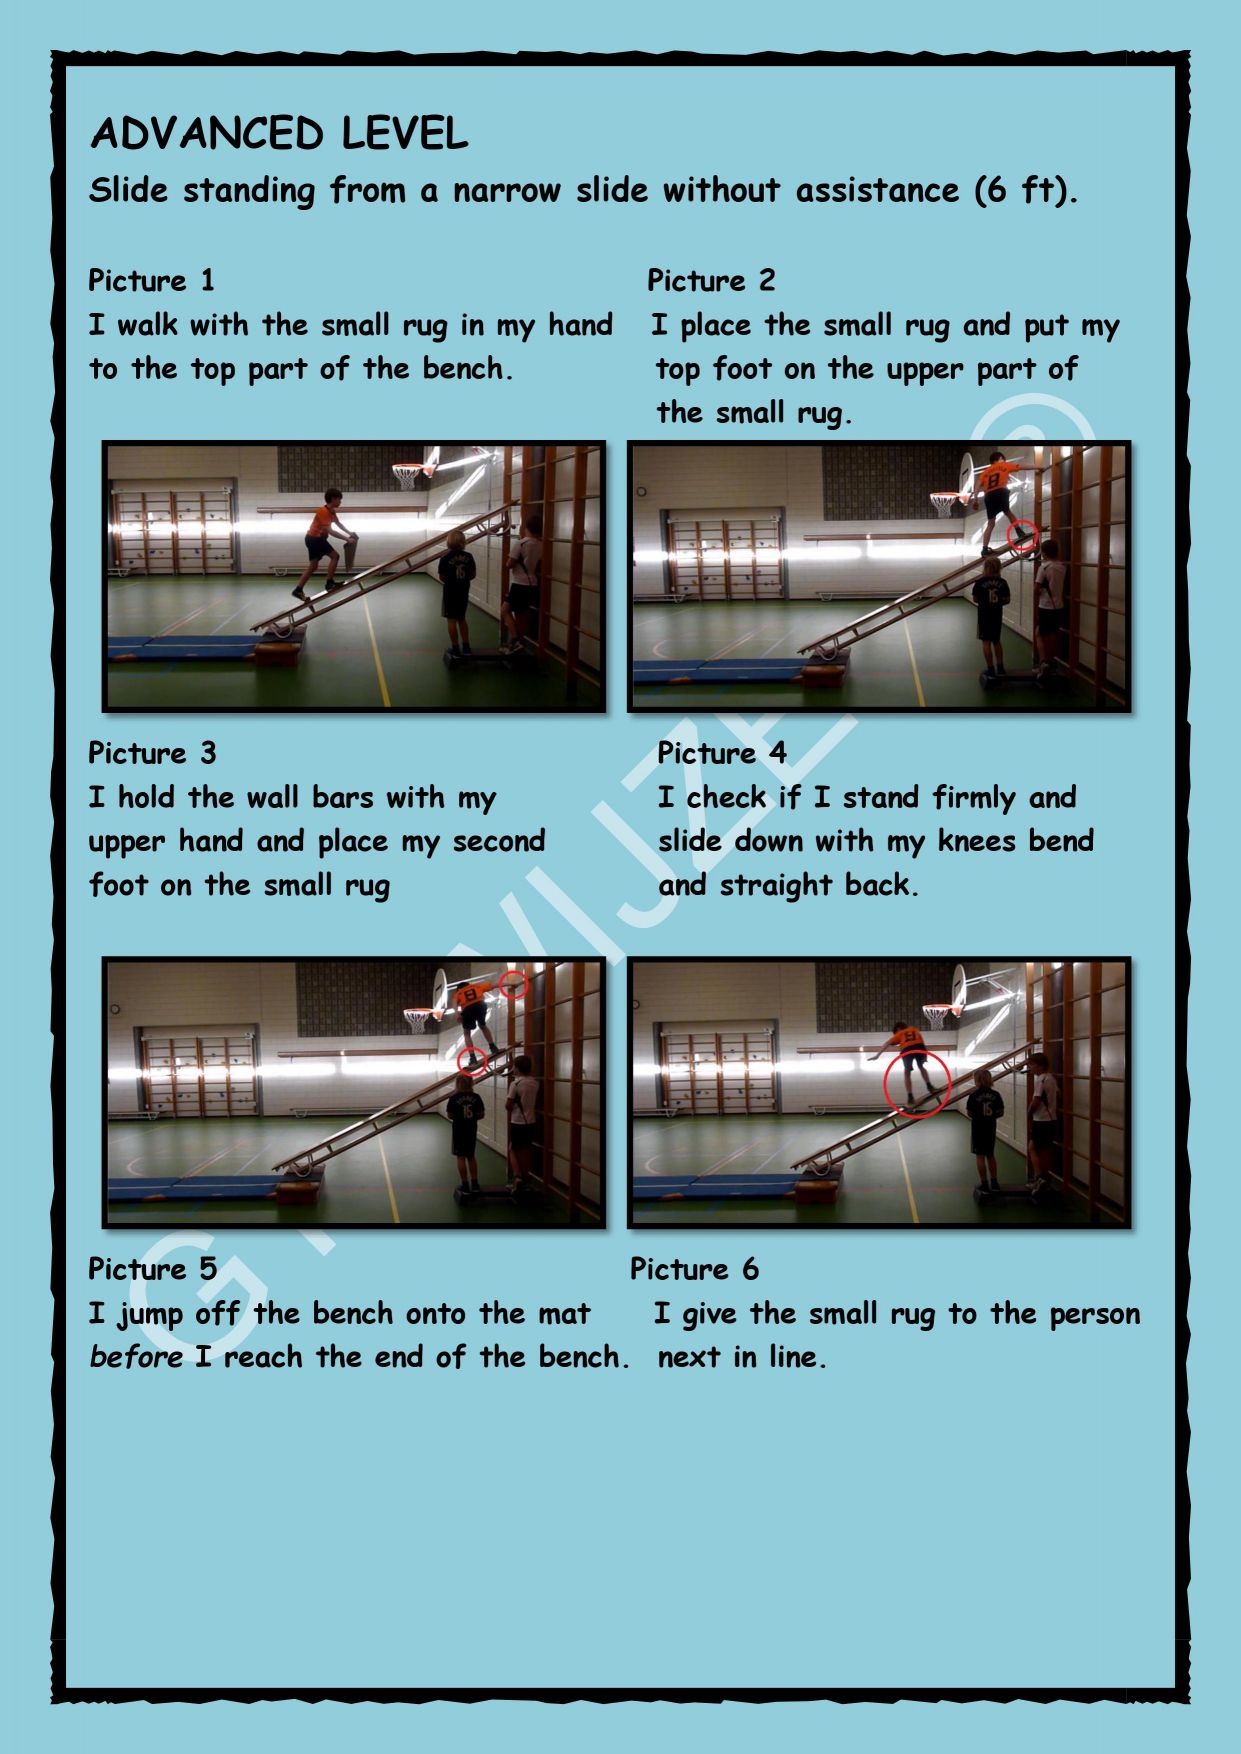 ADVANCED LEVEL
Slide standing from a narrow slide without assistance (6 ft).
Picture 1
I walk with the small rug in my hand
to the top part of the bench.
Picture 2
I place the small rug and put my
top foot on the upper part of
the small rug.
Picture 3
I hold the wall bars with my
upper hand and place my second
foot on the small rug
Picture 4
I check if I stand firmly and
slide down with my knees bend
and straight back.
Picture 5
I jump off the bench onto the mat
before I reach the end of the bench.
Picture 6
I give the small rug to the person
next in line.